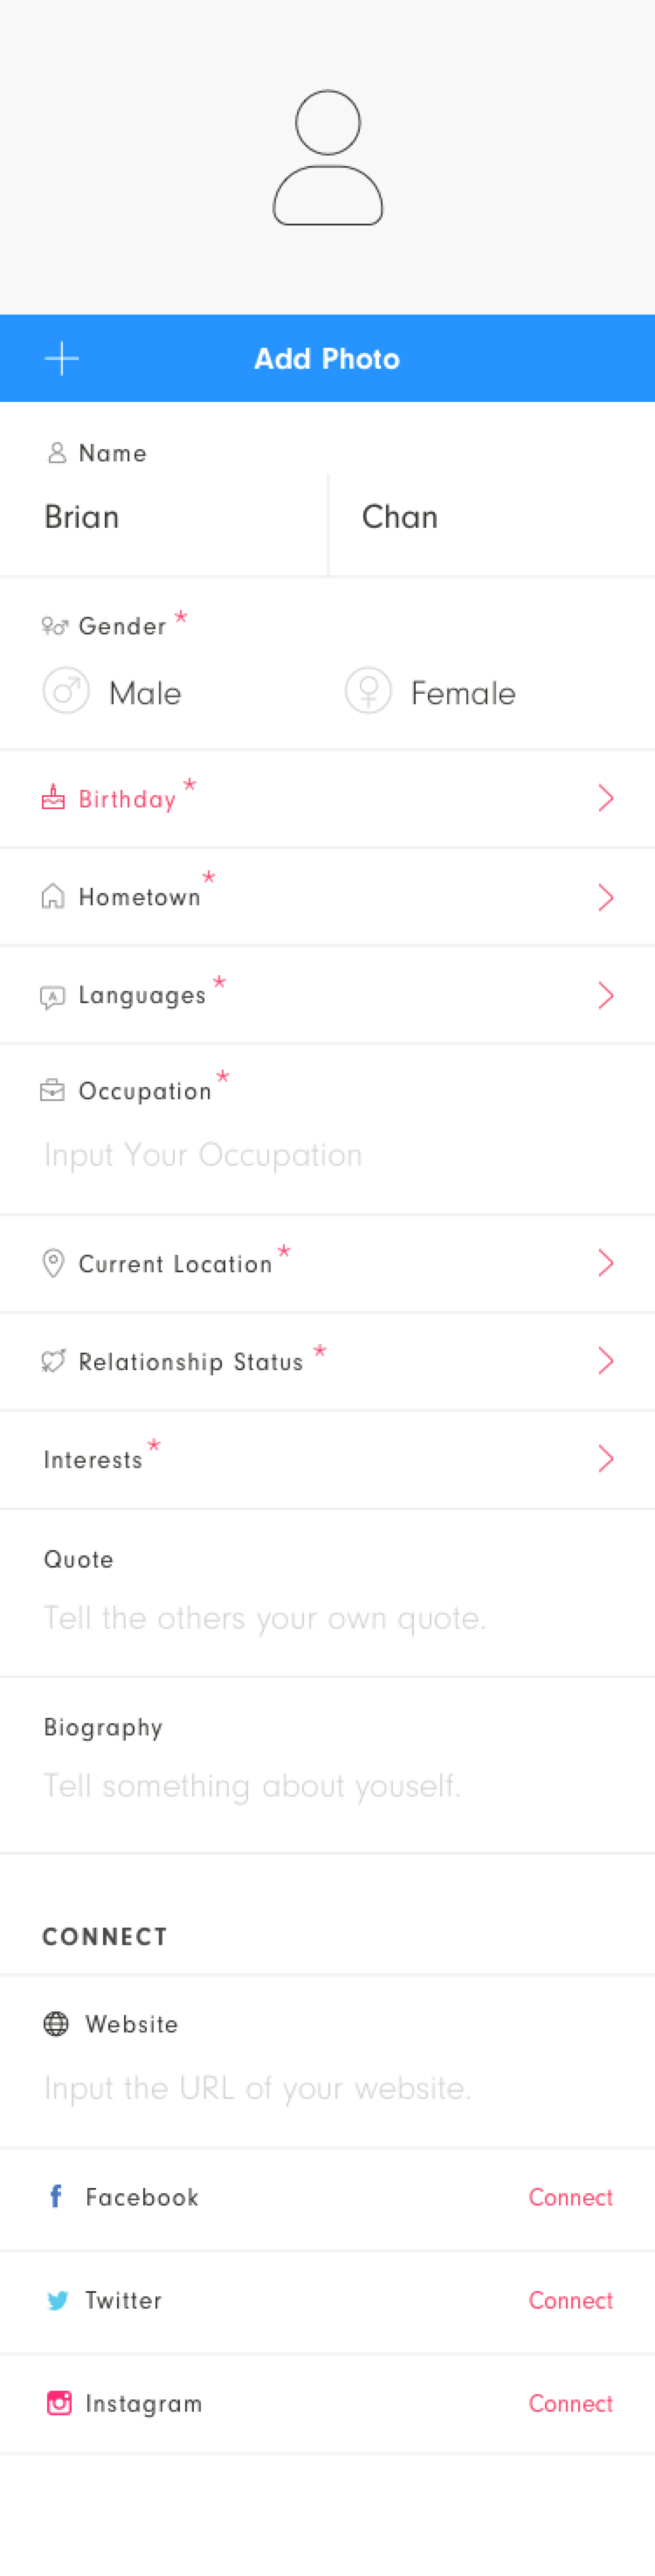 Add Photo
Name
Brian Chan
Gender *
Male Female
Birthday *
Hometown *
Languages *
Occupation *
Input Your Occupation
Current Location *
Relationship Status *
Interests *
Quote
Tell the others your own quote.
Biography
Tell something about youself.
CONNECT
Website
Input the URL of your website.
Facebook Connect
Twitter Connect
Instagram Connect